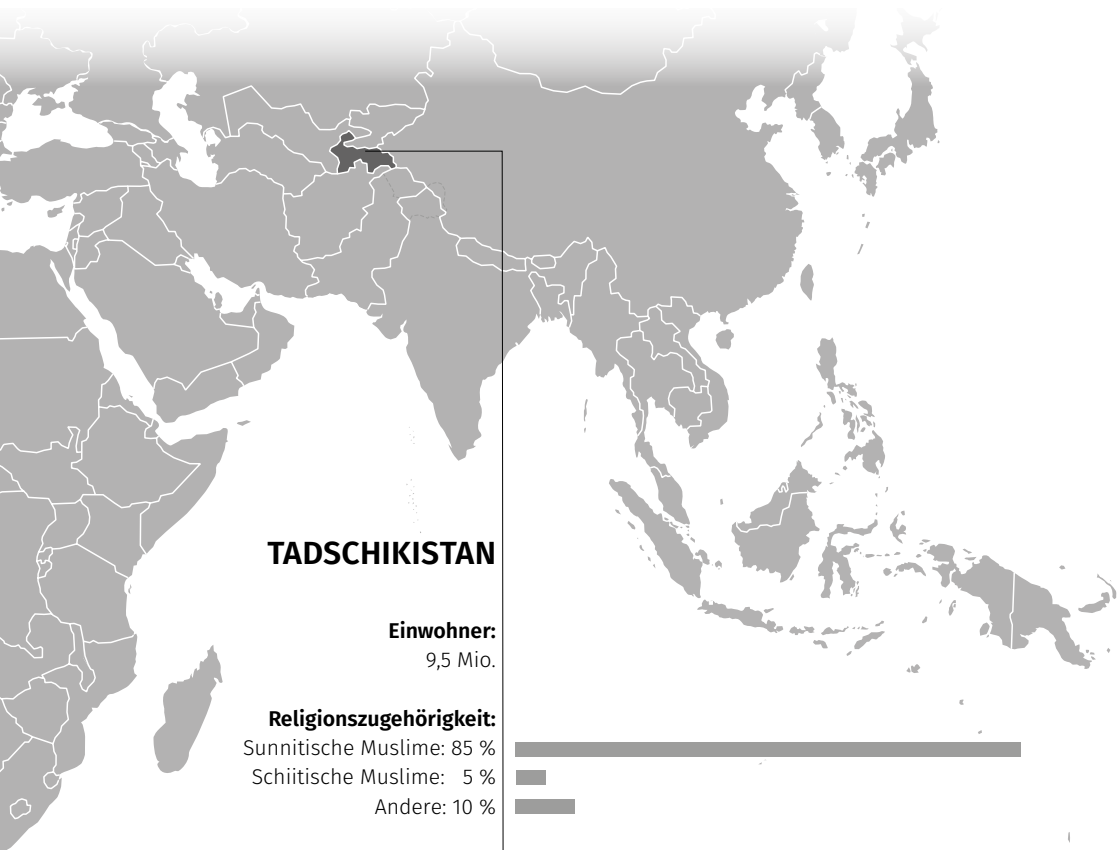 TADSCHIKISTAN
Einwohner:
9,5 Mio.
Religionszugehörigkeit:
Sunnitische Muslime: 85 %
Schiitische Muslime: 5 %
Andere: 10 %